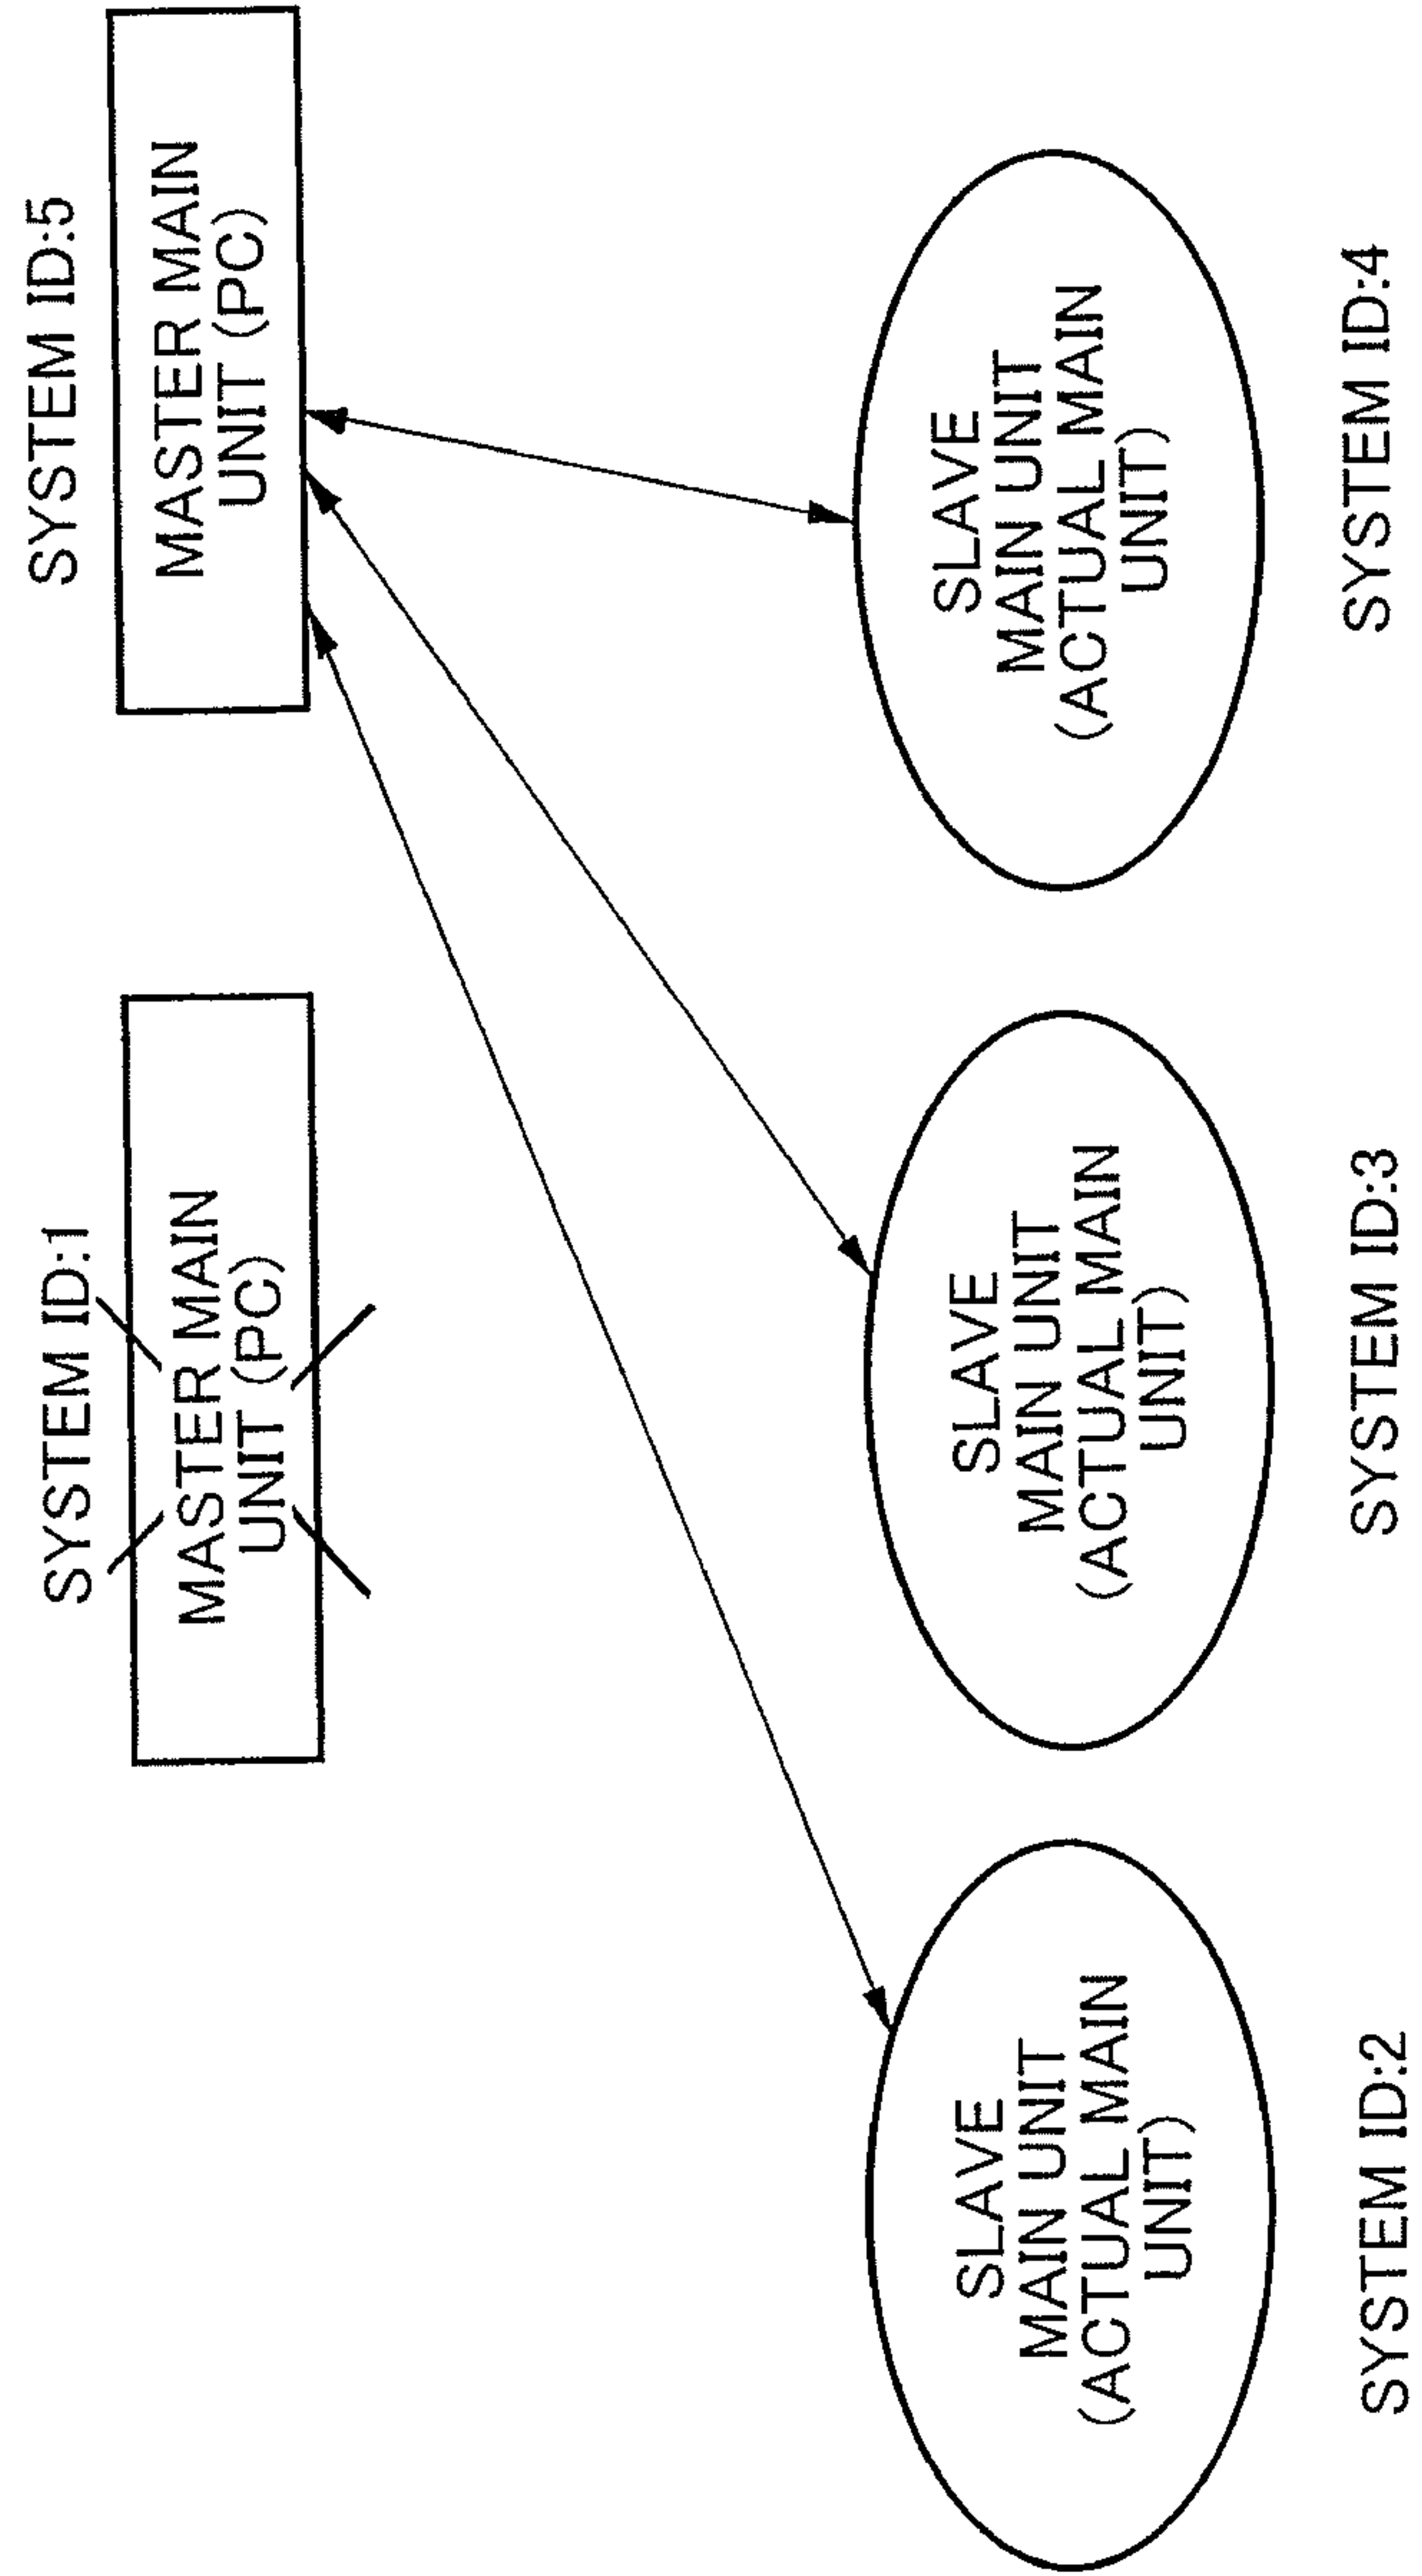 SYSTEM ID:1
MASTER MAIN
UNIT (PC)
SYSTEM ID:5
MASTER MAIN
UNIT (PC)
SLAVE
MAIN UNIT
(ACTUAL MAIN
UNIT)
SYSTEM ID:2
SLAVE
MAIN UNIT
(ACTUAL MAIN
UNIT)
SYSTEM ID:3
SLAVE
MAIN UNIT
(ACTUAL MAIN
UNIT)
SYSTEM ID:4